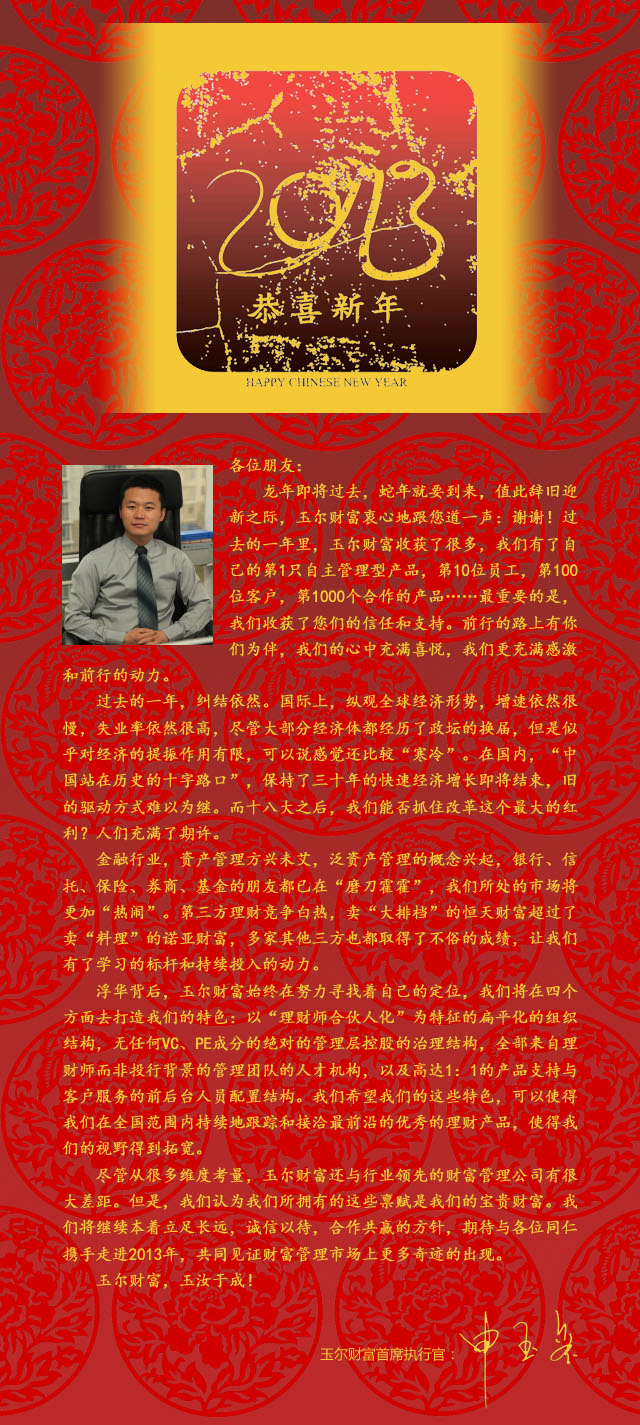 2013
恭喜新年
HAPPY CHINESE NEW YEAR
各位朋友：
龙年即将过去，蛇年就要到来，值此辞旧迎
新之际，玉尔财富衷心地跟您道一声：谢谢！过
去的一年里，玉尔财富收获了很多，我们有了自
己的第1只自主管理型产品，第10位员工，第100
位客户，第1000个合作的产品……最重要的是，
我们收获了您们的信任和支持。前行的路上有你
们为伴，我们的心中充满喜悦，我们更充满感激
和前行的动力。
过去的一年，纠结依然。国际上，纵观全球经济形势，增速依然很
慢，失业率依然很高，尽管大部分经济体都经历了政坛的换届，但是似
乎对经济的提振作用有限，可以说感觉还比较“寒冷”。在国内，“中
国站在历史的十字路口”，保持了三十年的快速经济增长即将结束，旧
的驱动方式难以为继。而十八大之后，我们能否抓住改革这个最大的红
利？人们充满了期许。
金融行业，资产管理方兴未艾，泛资产管理的概念兴起，银行、信
托、保险、券商、基金的朋友都已在“磨刀霍霍”，我们所处的市场将
更加“热闹”。第三方理财竞争白热，卖“大排挡”的恒天财富超过了
卖“料理”的诺亚财富，多家其他三方也都取得了不俗的成绩，让我们
有了学习的标杆和持续投入的动力。
浮华背后，玉尔财富始终在努力寻找着自己的定位，我们将在四个
方面去打造我们的特色：以“理财师合伙人化”为特征的扁平化的组织
结构，无任何VC、PE成分的绝对的管理层控股的治理结构，全部来自理
财师而非投行背景的管理团队的人才机构，以及高达1：1的产品支持与
客户服务的前后台人员配置结构。我们希望我们的这些特色，可以使得
我们在全国范围内持续地跟踪和接洽最前沿的优秀的理财产品，使得我
们的视野得到拓宽。
尽管从很多维度考量，玉尔财富还与行业领先的财富管理公司有很
大差距。但是，我们认为我们所拥有的这些禀赋是我们的宝贵财富。我
们将继续本着立足长远，诚信以待，合作共赢的方针，期待与各位同仁
携手走进2013年，共同见证财富管理市场上更多奇迹的出现。
玉尔财富，玉汝于成！
玉尔财富首席执行官：